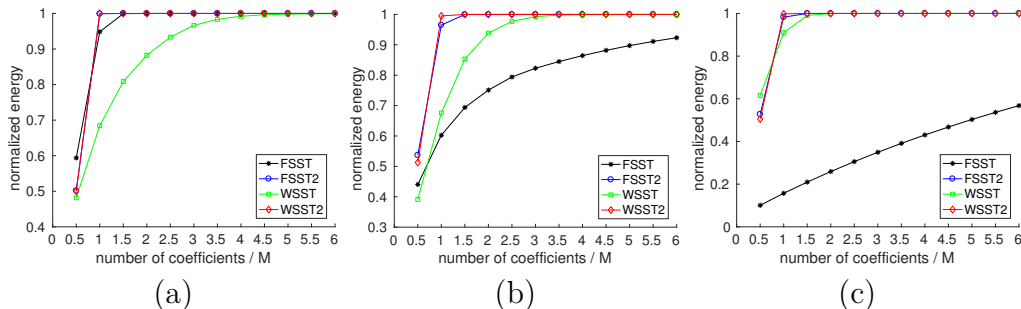 1
0.9
0.8
0.7
0.6
0.5
0.4
normalized energy
0 0.5 1 1.5 2 2.5 3 3.5 4 4.5 5 5.5 6
number of coefficients / M
FSST
FSST2
WSST
WSST2
(a)
1
0.9
0.8
0.7
0.6
0.5
0.4
0.3
normalized energy
0 0.5 1 1.5 2 2.5 3 3.5 4 4.5 5 5.5 6
number of coefficients / M
FSST
FSST2
WSST
WSST2
(b)
1
0.8
0.6
0.4
0.2
0
normalized energy
0 0.5 1 1.5 2 2.5 3 3.5 4 4.5 5 5.5 6
number of coefficients / M
FSST
FSST2
WSST
WSST2
(c)